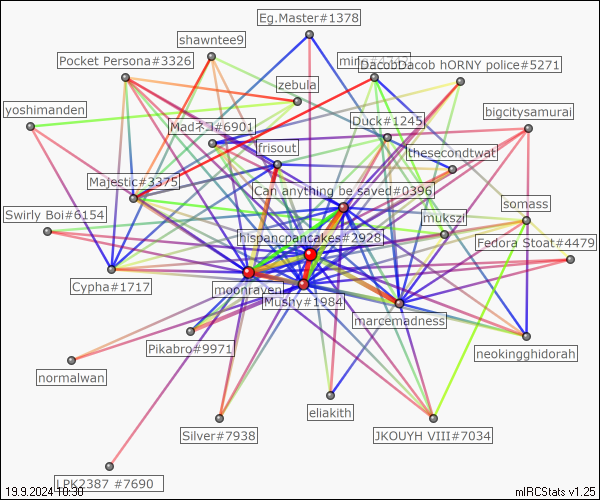 Eg.Master#1378
shawntee9
Pocket Persona#3326
DacobDacob hORNY police#5271
zebula
yoshimanden
bigcitysamurai
Duck#1245
Madネコ#6901
frisout
thesecondtwat
Majestic#3375
Can anything be saved#0396
somass
Swirly Boi#6154
mukszi
hispancpancakes#2928
Fedora Stoat#4479
Cypha#1717
moonraven
Mushy#1984
marcemadness
Pikabro#9971
neokingghidorah
normalwan
eliakith
Silver#7938
JKOUYH VIII#7034
LPK2387 #7690
19.9.2024 10:30
mIRCStats v1.25